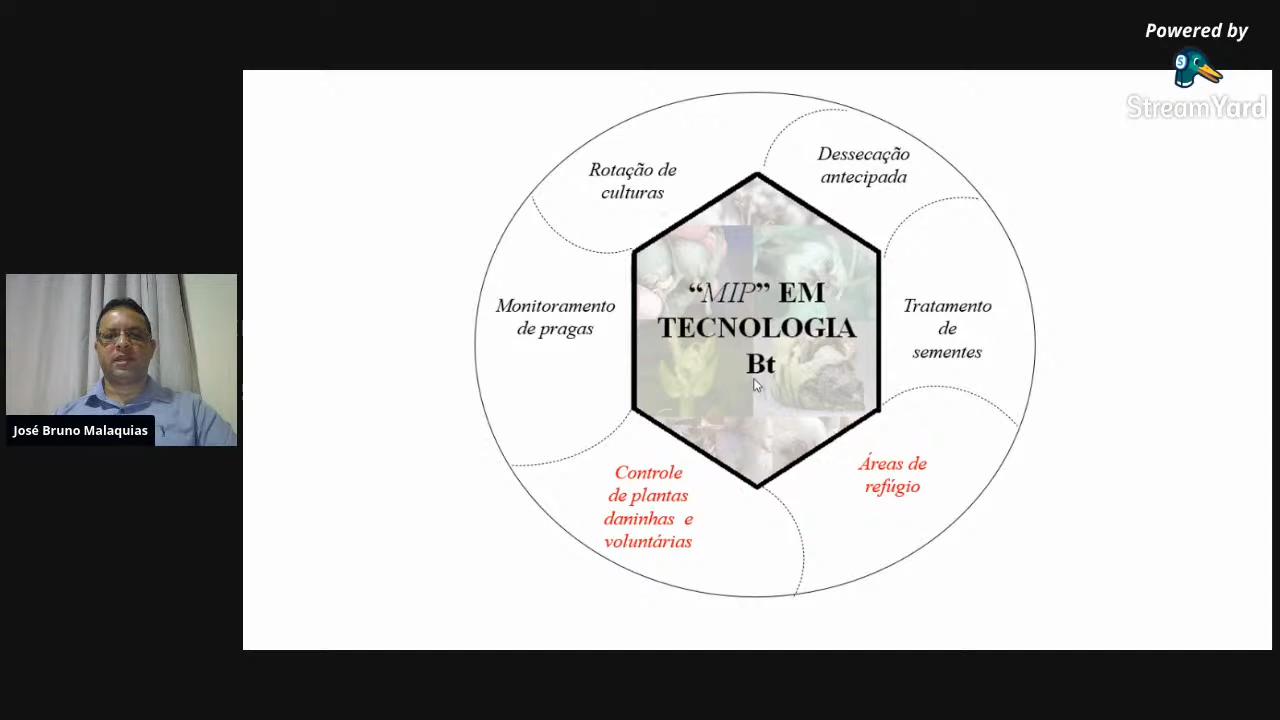 Powered by
StreamYard
Rotação de
culturas
Dessecação
antecipada
Monitoramento
de pragas
“MIP” EM
TECNOLOGIA
Bt
Tratamento
de
sementes
Controle
de plantas
daninhas e
voluntárias
Áreas de
refúgio
José Bruno Malaquias